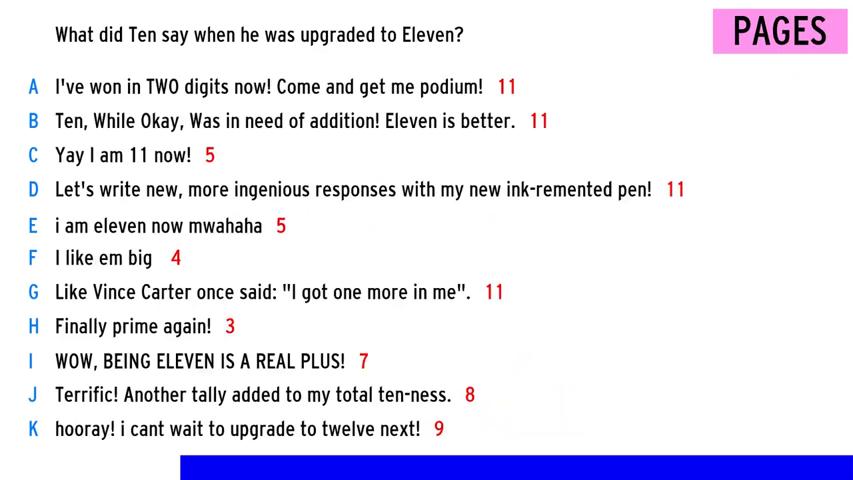 What did Ten say when he was upgraded to Eleven?
PAGES
A I've won in TWO digits now! Come and get me podium! 11
B Ten, While Okay, Was in need of addition! Eleven is better. 11
C Yay I am 11 now! 5
D Let's write new, more ingenious responses with my new ink-remented pen! 11
E i am eleven now mwahaha 5
F I like em big 4
G Like Vince Carter once said: "I got one more in me". 11
H Finally prime again! 3
I WOW, BEING ELEVEN IS A REAL PLUS! 7
J Terrific! Another tally added to my total ten-ness. 8
K hooray! i cant wait to upgrade to twelve next! 9